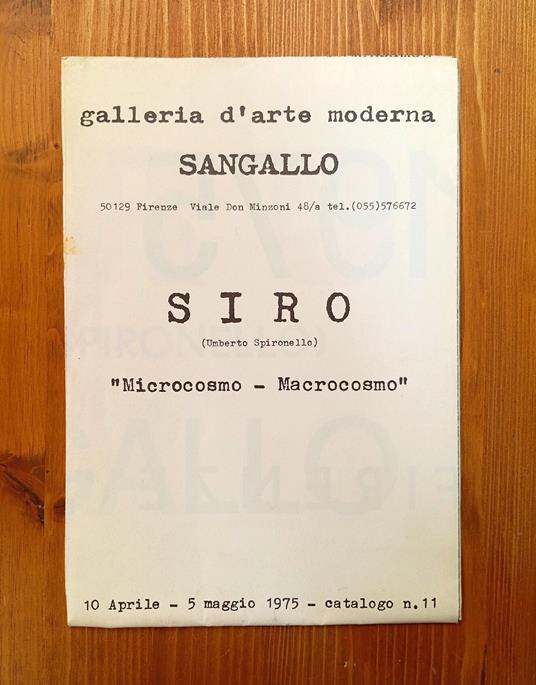 galleria d'arte moderna
SANGALLO
50129 Firenze Viale Don Minzoni 48/a tel.(055)576672
S I R O
(Umberto Spironello)
"Microcosmo - Macrocosmo"
10 Aprile - 5 maggio 1975 - catalogo n.11